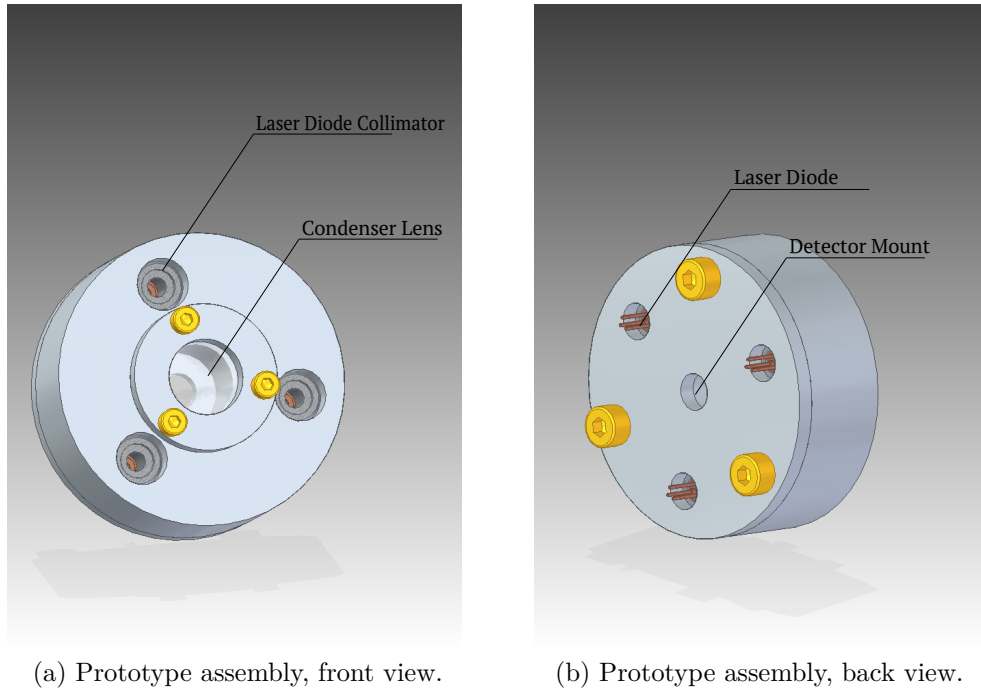 Laser Diode Collimator
Condenser Lens
Laser Diode
Detector Mount
(a) Prototype assembly, front view.
(b) Prototype assembly, back view.